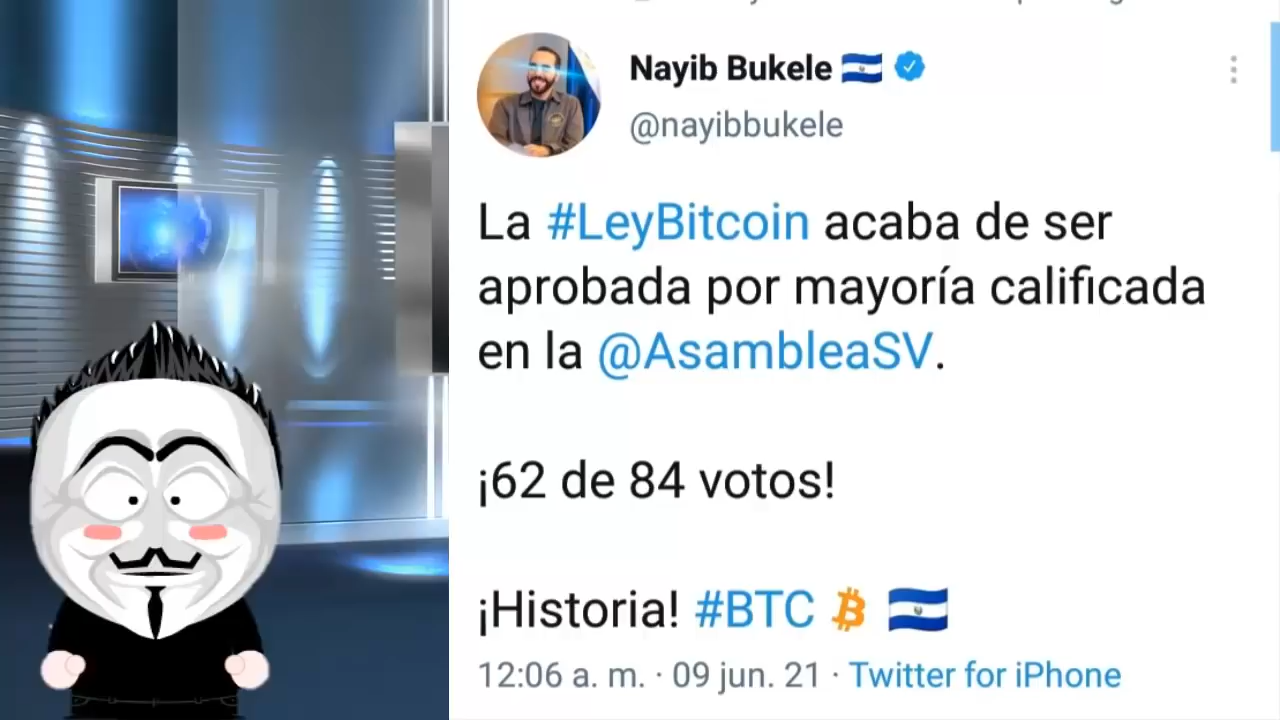 Nayib Bukele 🇸🇻
@nayibbukele
La #LeyBitcoin acaba de ser
aprobada por mayoría calificada
en la @AsambleaSV.
¡62 de 84 votos!
¡Historia! #BTC 🇸🇻
12:06 a. m. · 09 jun. 21 · Twitter for iPhone